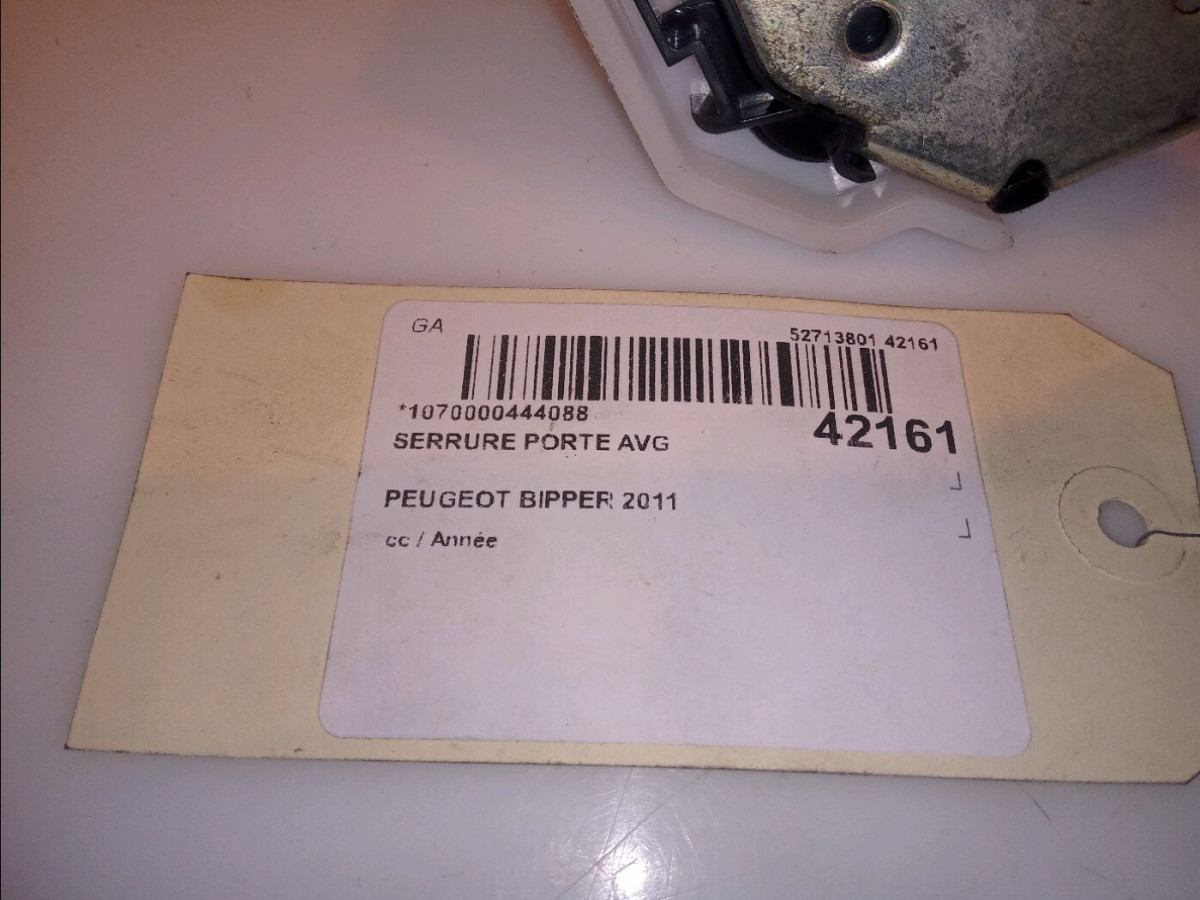 GA
52713801 42161
*1070000444088
42161
SERRURE PORTE AVG
PEUGEOT BIPPER 2011
cc / Année